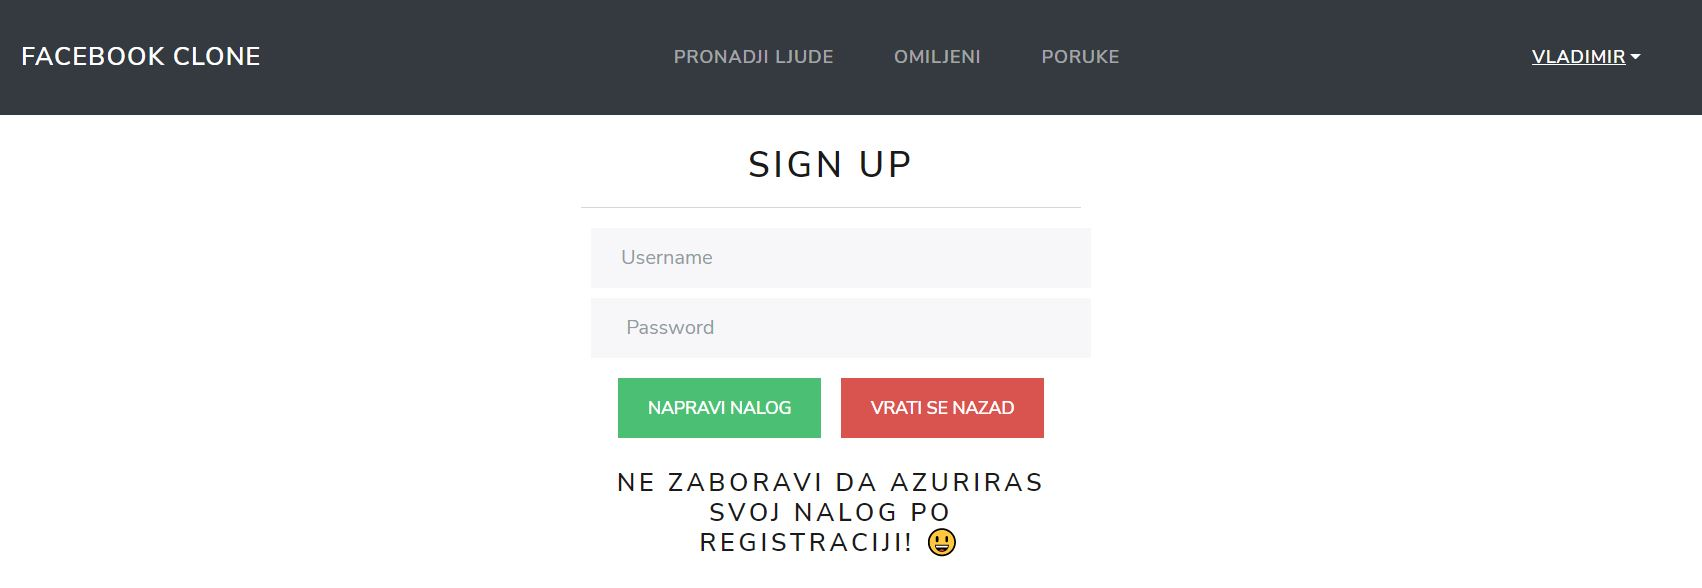 FACEBOOK CLONE PRONADJI LJUDE OMILJENI PORUKE VLADIMIR
SIGN UP
Username
Password
NAPRAVI NALOG VRATI SE NAZAD
NE ZABORAVI DA AZURIRAS
SVOJ NALOG PO
REGISTRACIJI! 😃